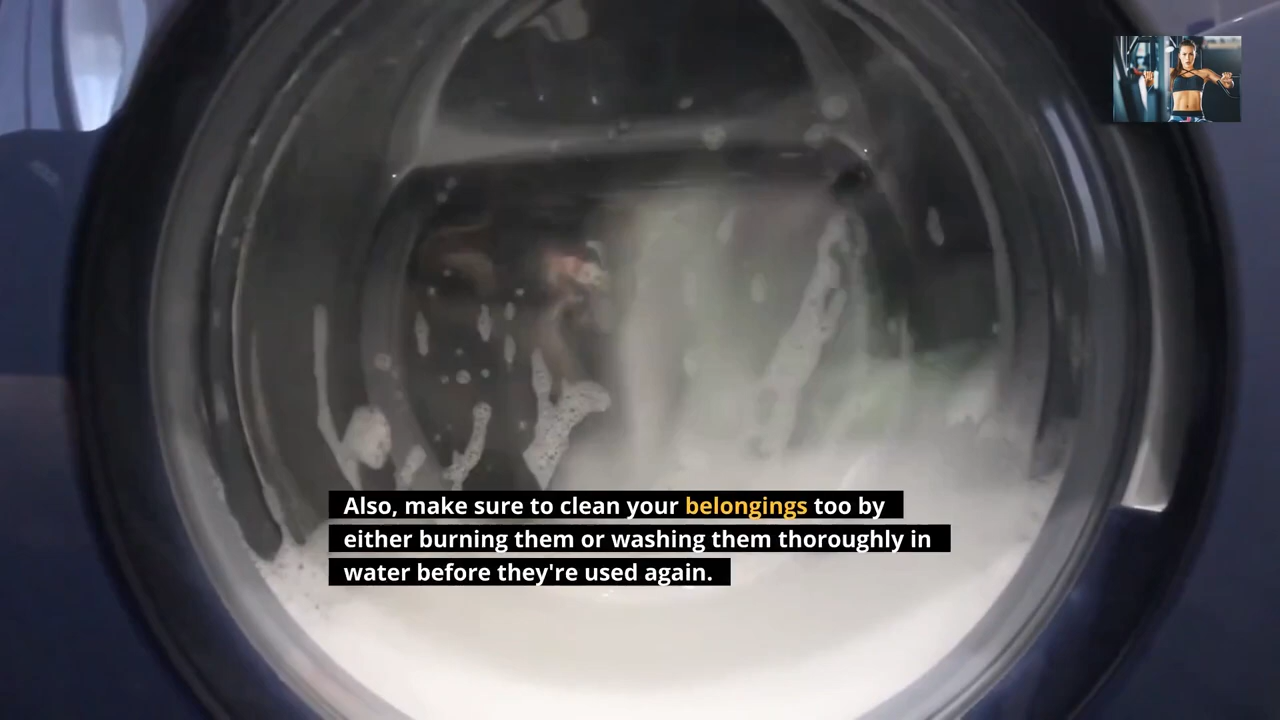 Also, make sure to clean your belongings too by
either burning them or washing them thoroughly in
water before they're used again.